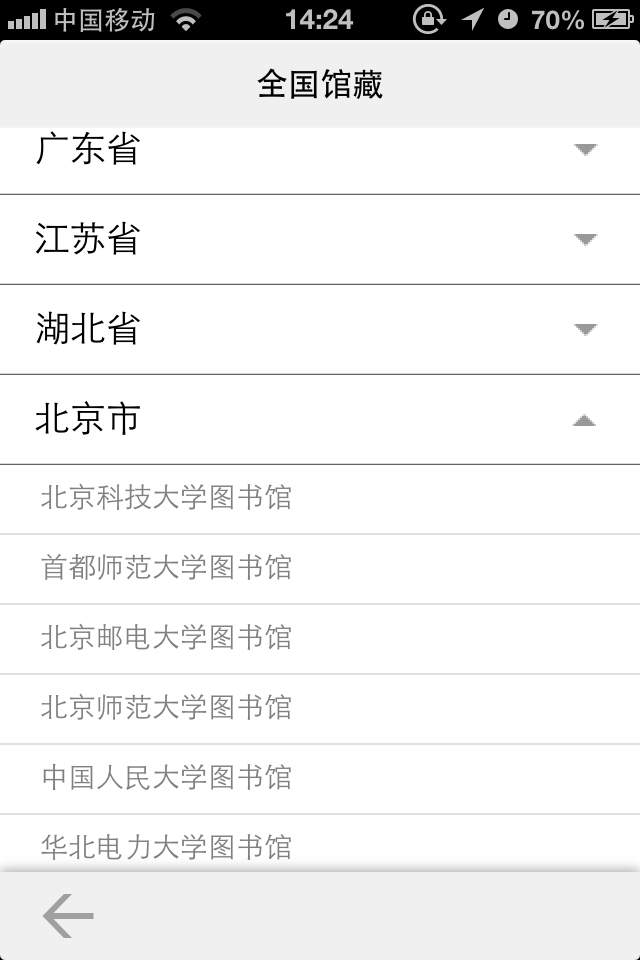 中国移动 14:24 70%
全国馆藏
广东省
江苏省
湖北省
北京市
北京科技大学图书馆
首都师范大学图书馆
北京邮电大学图书馆
北京师范大学图书馆
中国人民大学图书馆
华北电力大学图书馆